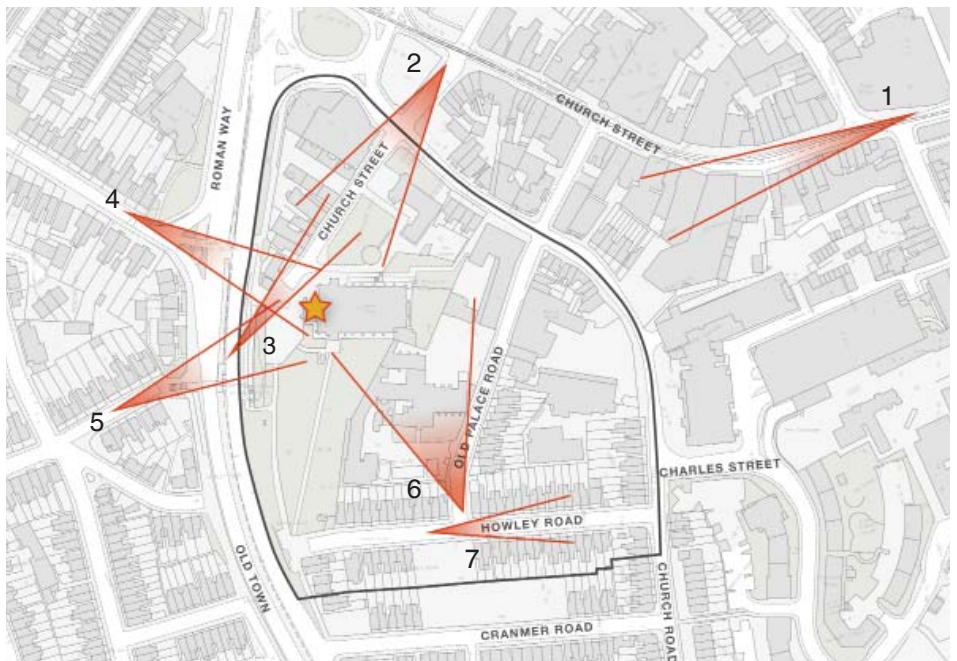 2
1
CHURCH STREET
ROMAN WAY
4
CHURCH STREET
3
5
OLD PALACE ROAD
CHARLES STREET
6
HOWLEY ROAD
7
OLD TOWN
CHURCH ROAD
CRANMER ROAD